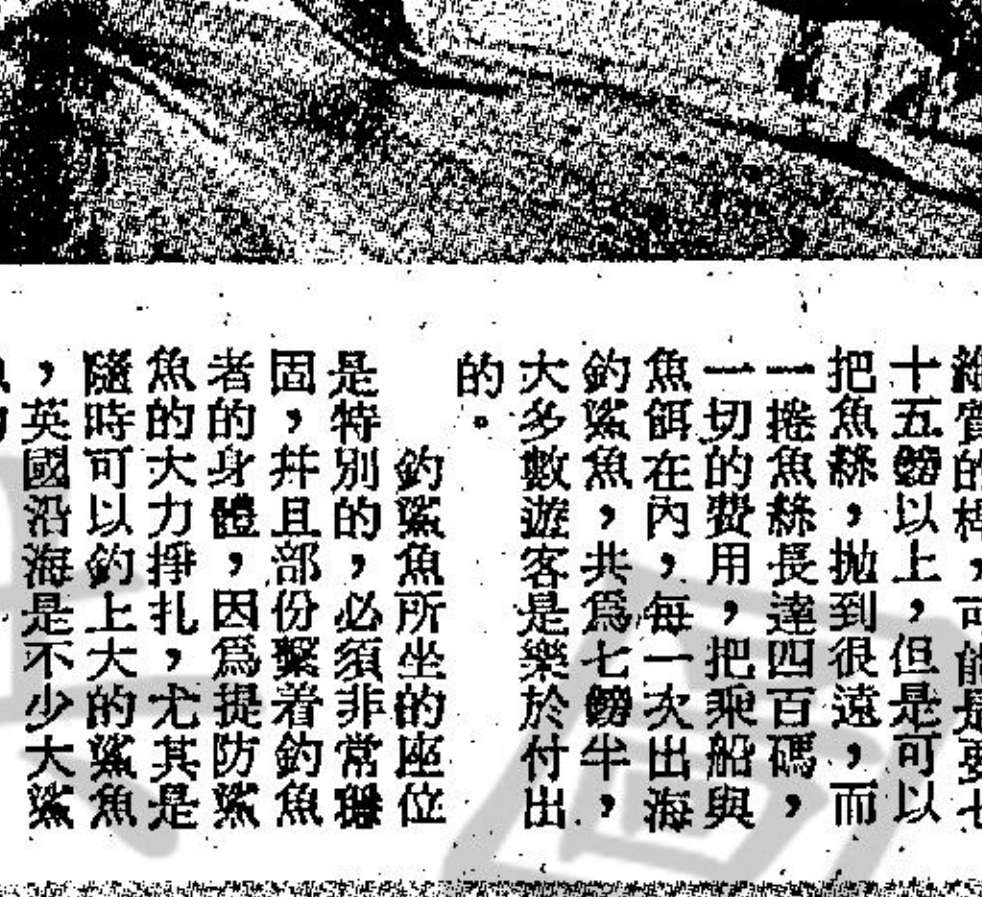 十五鎊以上，但是可以
把魚絲，拋到很遠，而
一捲魚絲長達四百碼，
一切的費用，把乘船與
魚餌在內，每一次出海
釣鯊魚，共爲七鎊半，
大多數遊客是樂於付出
的。
釣鯊魚所坐的座位
是特別的，必須非常穩
固，幷且部份繫着釣魚
者的身體，因爲提防鯊
魚的大力掙扎，尤其是
隨時可以釣上大的鯊魚
，英國沿海是不少大鯊